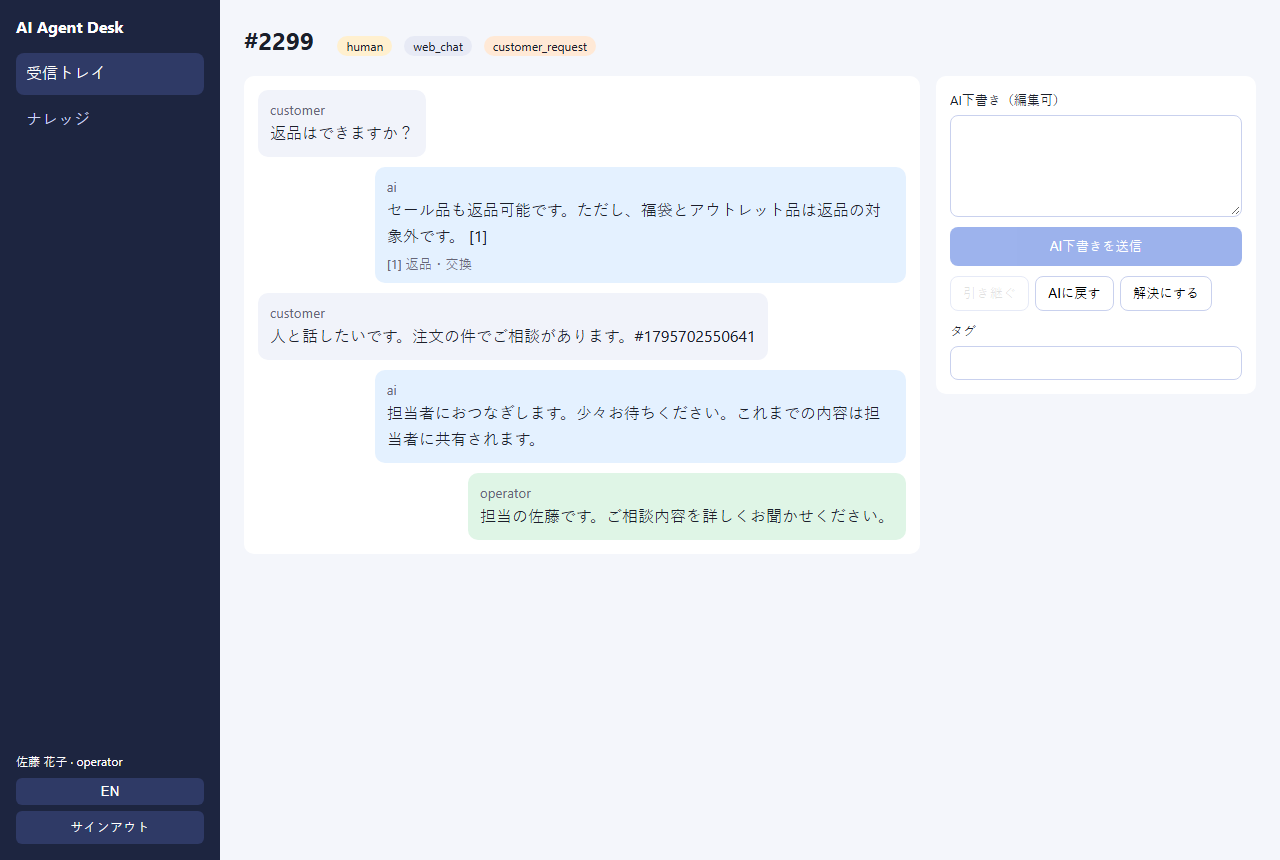 AI Agent Desk
受信トレイ
ナレッジ
佐藤 花子 · operator
EN
サインアウト
#2299
human
web_chat
customer_request
customer
返品はできますか？
ai
セール品も返品可能です。ただし、福袋とアウトレット品は返品の対
象外です。 [1]
[1] 返品・交換
customer
人と話したいです。注文の件でご相談があります。#1795702550641
ai
担当者におつなぎします。少々お待ちください。これまでの内容は担
当者に共有されます。
operator
担当の佐藤です。ご相談内容を詳しくお聞かせください。
AI下書き（編集可）
AI下書きを送信
引き継ぐ
AIに戻す
解決にする
タグ